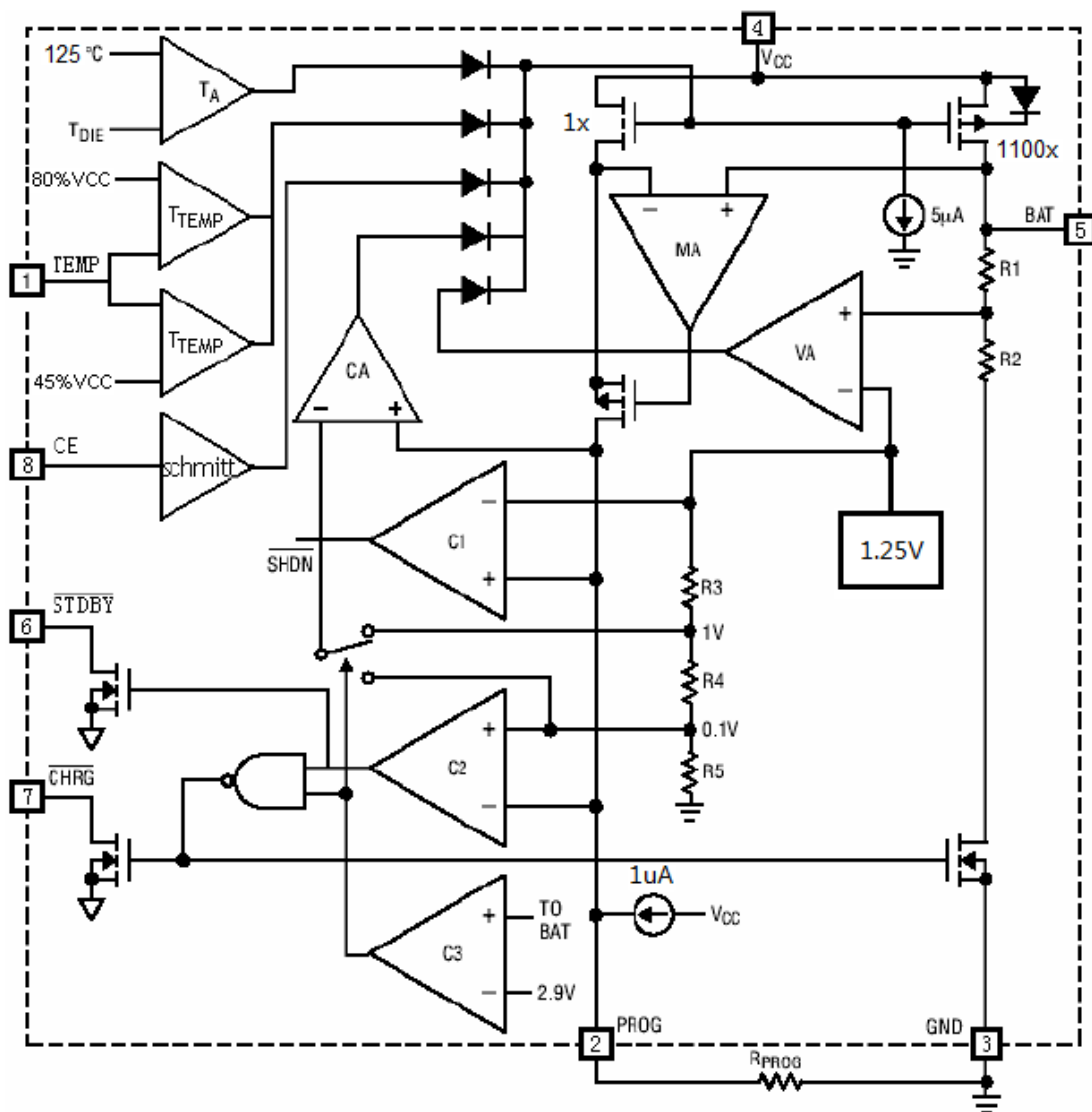 4
VCC
125 °C
TA
TDIE
1x
1100x
80%VCC
TTEMP
5μA
BAT
5
1
TEMP
− +
MA
R1
TTEMP
+
VA
−
R2
45%VCC
CA
− +
8
CE
schmitt
−
C1
+
SHDN
1.25V
R3
6
STDBY
1V
R4
+
0.1V
C2
−
R5
7
CHRG
1uA
VCC
+
TO
BAT
C3
−
2.9V
2
PROG
GND
3
RPROG